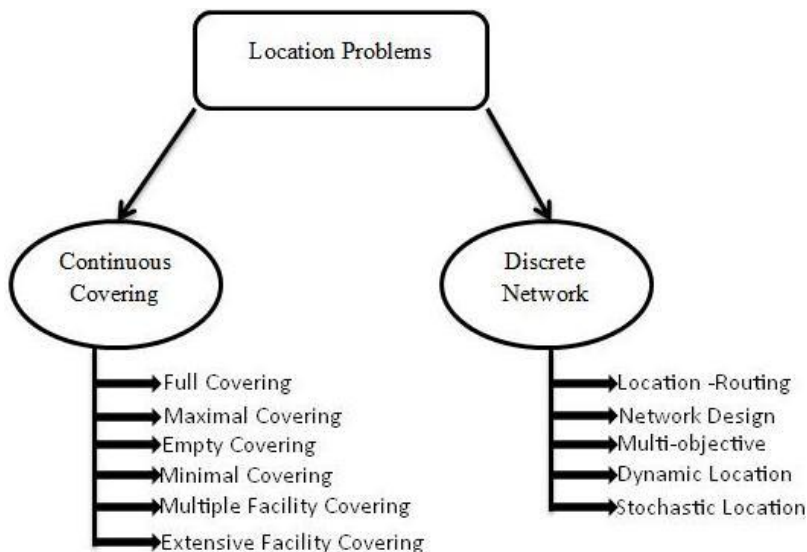 Location Problems
Continuous
Covering
Discrete
Network
Full Covering
Maximal Covering
Empty Covering
Minimal Covering
Multiple Facility Covering
Extensive Facility Covering
Location -Routing
Network Design
Multi-objective
Dynamic Location
Stochastic Location